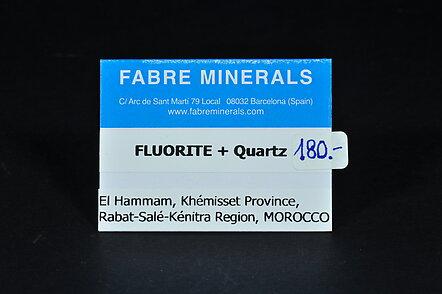 FABRE MINERALS
C/ Arc de Sant Martí 79 Local 08032 Barcelona (Spain)
www.fabreminerals.com
FLUORITE + Quartz 180.-
El Hammam, Khémisset Province,
Rabat-Salé-Kénitra Region, MOROCCO